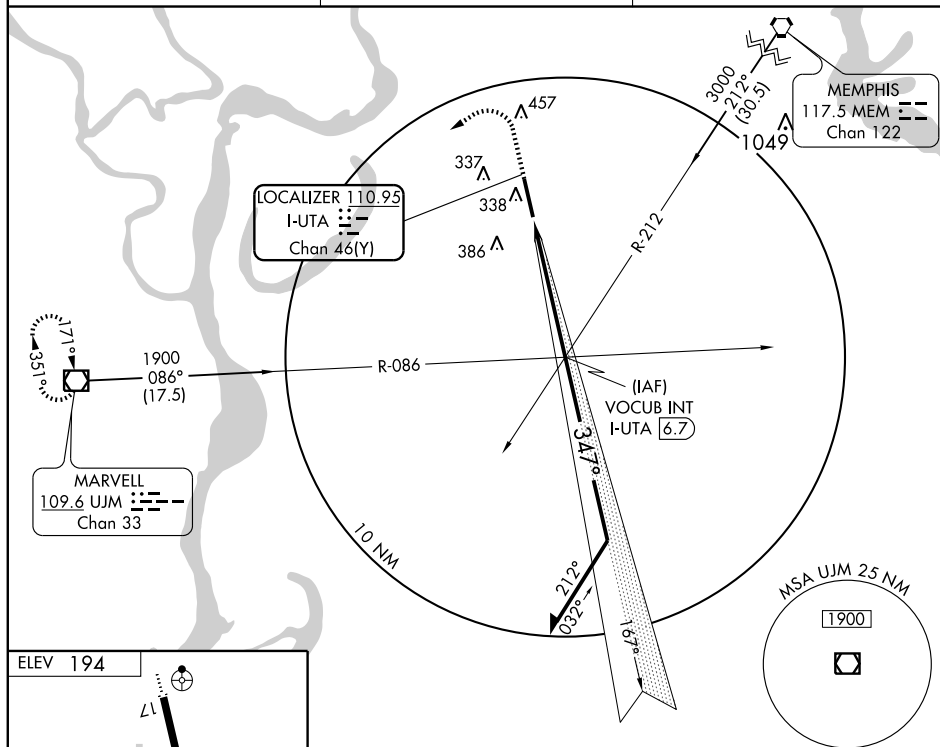 3000
212°
(30.5)
MEMPHIS
117.5 MEM
Chan 122
1049
457
337
338
386
LOCALIZER 110.95
I-UTA
Chan 46(Y)
R-212
171°
351°
1900
086°
(17.5)
R-086
(IAF)
VOCUB INT
I-UTA 6.7
347°
MARVELL
109.6 UJM
Chan 33
10 NM
212°
032°
167°
MSA UJM 25 NM
1900
ELEV 194
17